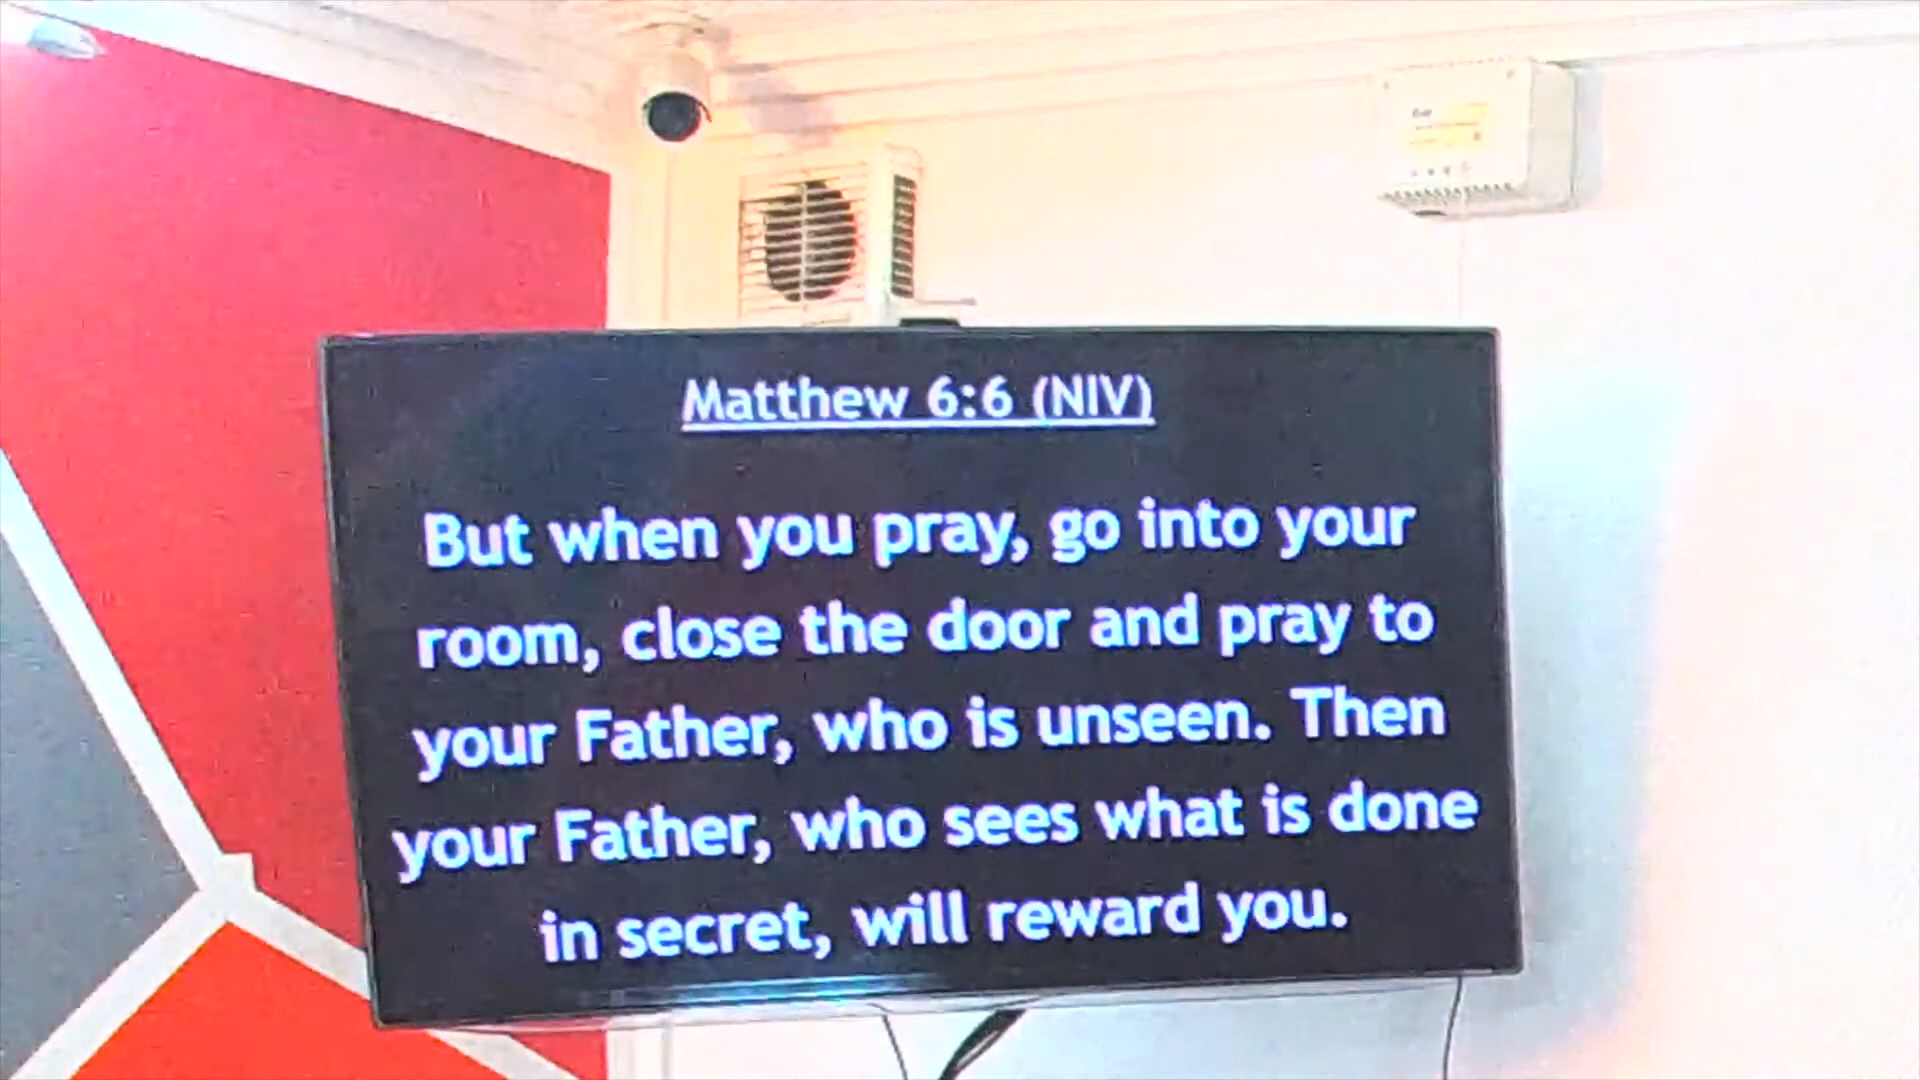 Matthew 6:6 (NIV)
But when you pray, go into your
room, close the door and pray to
your Father, who is unseen. Then
your Father, who sees what is done
in secret, will reward you.